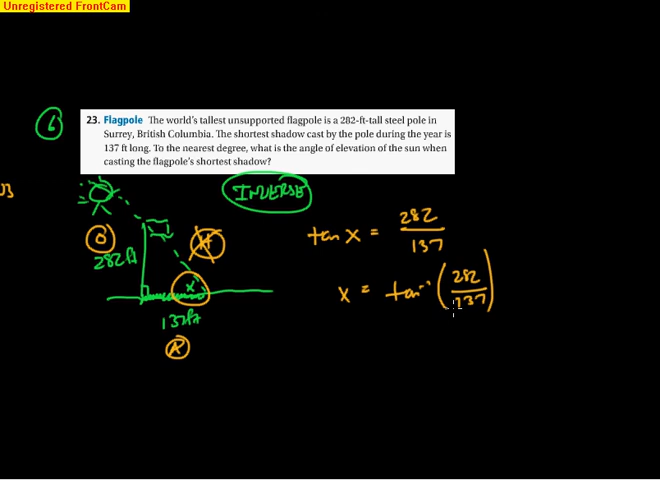 Unregistered FrontCam
6
23. Flagpole The world's tallest unsupported flagpole is a 282-ft-tall steel pole in
Surrey, British Columbia. The shortest shadow cast by the pole during the year is
137 ft long. To the nearest degree, what is the angle of elevation of the sun when
casting the flagpole's shortest shadow?
INVERSE
O
H
282 ft
x
137 ft
A
tan x = 282/137
x = tan⁻¹ (282/137)